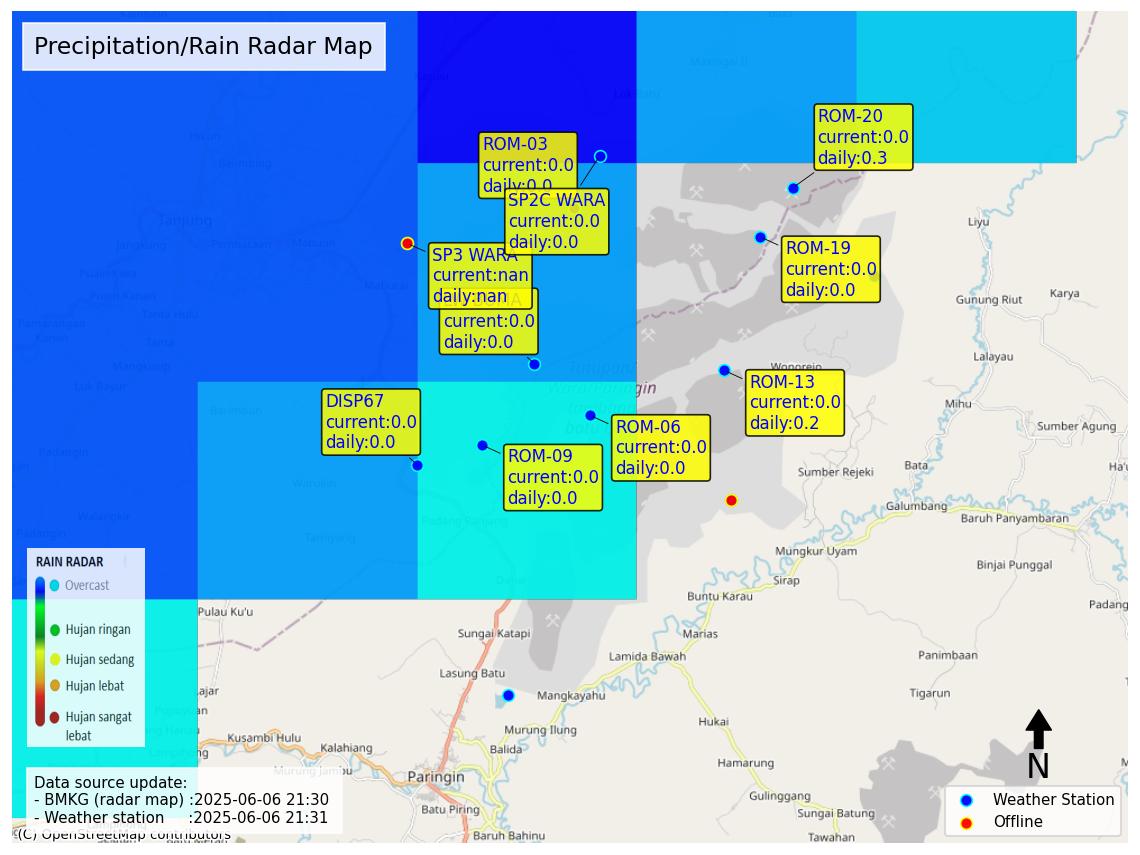 Precipitation/Rain Radar Map
ROM-20
current:0.0
daily:0.3
ROM-03
current:0.0
daily:0.0
SP2C WARA
current:0.0
daily:0.0
ROM-19
current:0.0
daily:0.0
SP3 WARA
current:nan
daily:nan
current:0.0
daily:0.0
ROM-13
current:0.0
daily:0.2
DISP67
current:0.0
daily:0.0
ROM-06
current:0.0
daily:0.0
ROM-09
current:0.0
daily:0.0
Tanjung
Liyu
Gunung Riut
Karya
Lalayau
Wonorejo
Mihu
Sumber Agung
Bata
Sumber Rejeki
Galumbang
Baruh Panyambaran
Mungkur Uyam
Binjai Punggal
Sirap
Buntu Karau
Padang
Pulau Ku'u
Sungai Katapi
Marias
Lamida Bawah
Panimbaan
Lasung Batu
Mangkayahu
Tigarun
Murung Ilung
Hukai
Kusambi Hulu
Kalahiang
Balida
Hamarung
Murung Jambu
Paringin
Gulinggang
Batu Piring
Sungai Batung
Baruh Bahinu
Tawahan
RAIN RADAR
Overcast
Hujan ringan
Hujan sedang
Hujan lebat
Hujan sangat
lebat
Data source update:
- BMKG (radar map) :2025-06-06 21:30
- Weather station :2025-06-06 21:31
(C) OpenStreetMap contributors
N
Weather Station
Offline